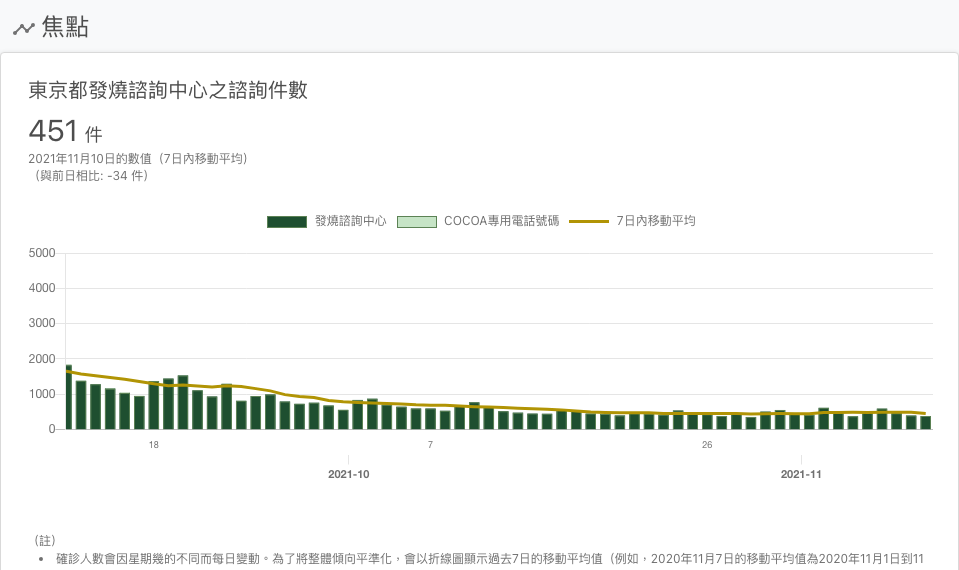 焦點
東京都發燒諮詢中心之諮詢件數
451 件
2021年11月10日的數值（7日內移動平均）
（與前日相比: -34 件）
發燒諮詢中心 COCOA專用電話號碼 7日內移動平均
5000
4000
3000
2000
1000
0
18 7 26
2021-10 2021-11
（註）
• 確診人數會因星期幾的不同而每日變動。為了將整體傾向平準化，會以折線圖顯示過去7日的移動平均值（例如，2020年11月7日的移動平均值為2020年11月1日到11